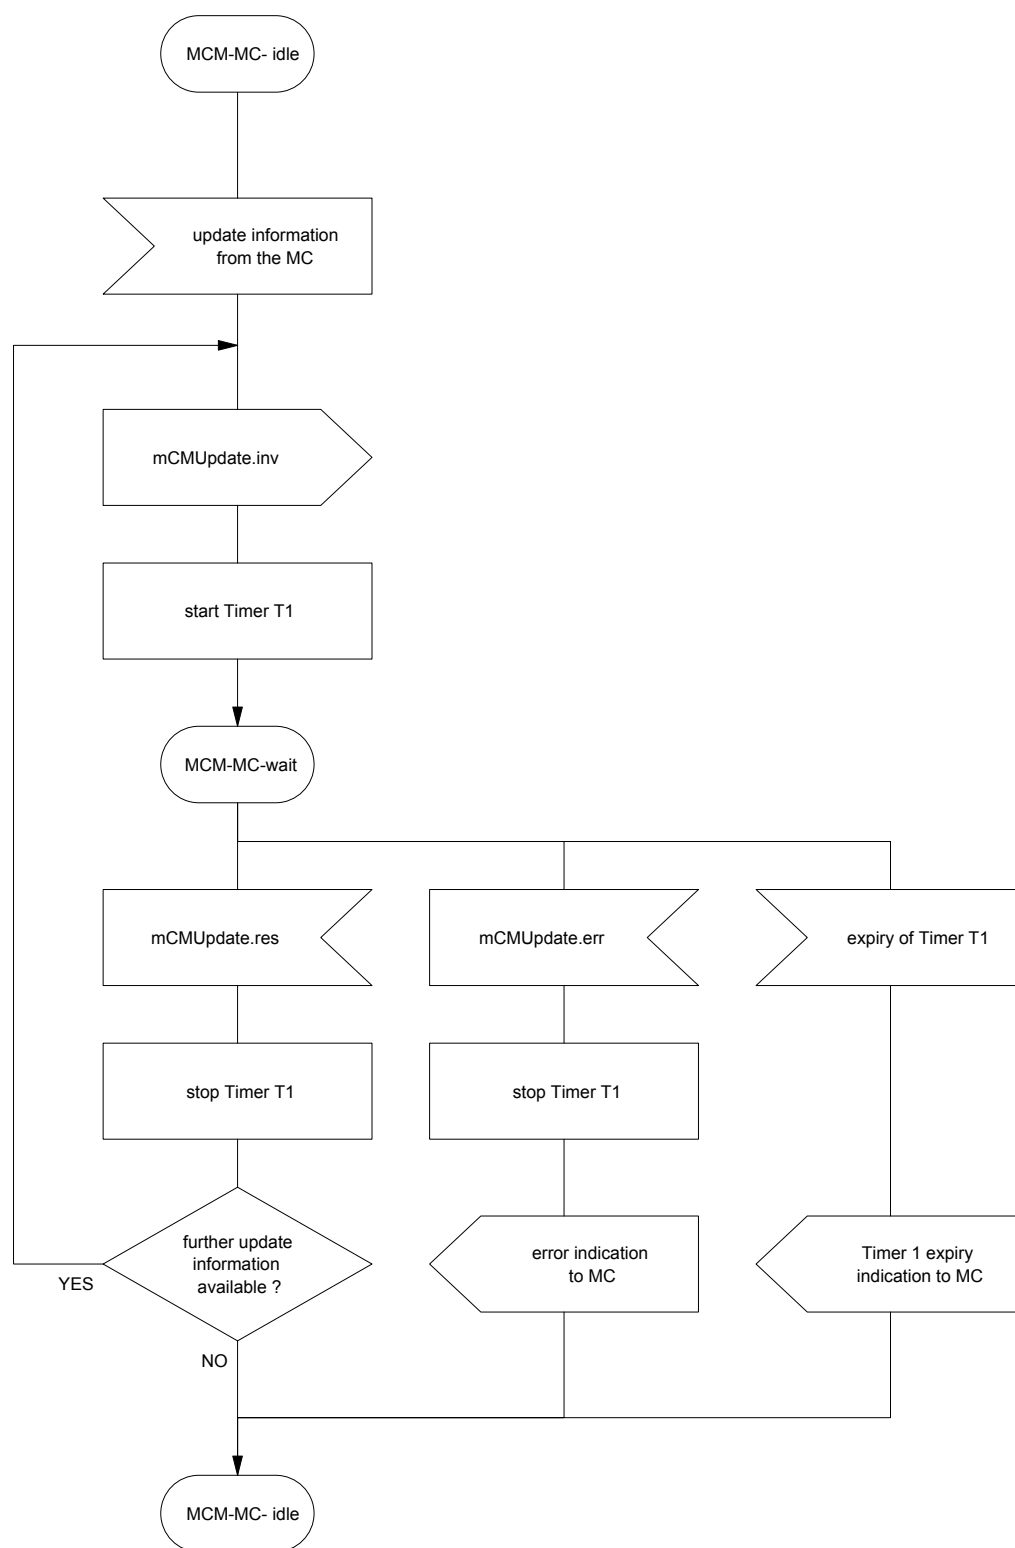 MCM-MC- idle
update information
from the MC
mCMUpdate.inv
start Timer T1
MCM-MC-wait
mCMUpdate.res
mCMUpdate.err
expiry of Timer T1
stop Timer T1
stop Timer T1
further update
information
available ?
error indication
to MC
Timer 1 expiry
indication to MC
YES
NO
MCM-MC- idle